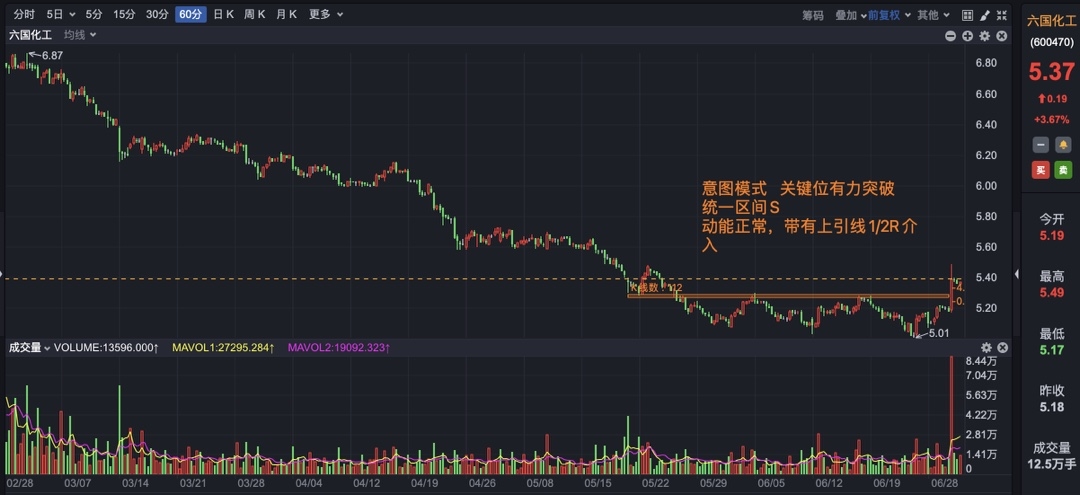 分时 5日 5分 15分 30分 60分 日K 周K 月K 更多 筹码 叠加 前复权 其他
六国化工 均线
6.87
6.80
6.60
6.40
6.20
6.00
5.80
5.60
5.40
5.20
意图模式 关键位有力突破
统一区间S
动能正常，带有上引线1/2R介
入
K线数：112
5.01
成交量 VOLUME:13596.000↑ MAVOL1:27295.284↑ MAVOL2:19092.323↑
8.44万
7.04万
5.63万
4.22万
2.81万
1.41万
0
02/28 03/07 03/14 03/21 03/28 04/04 04/12 04/19 04/26 05/08 05/15 05/22 05/29 06/05 06/12 06/19 06/28
六国化工
(600470)
5.37
↑0.19
+3.67%
买 卖
今开
5.19
最高
5.49
最低
5.17
昨收
5.18
成交量
12.5万手